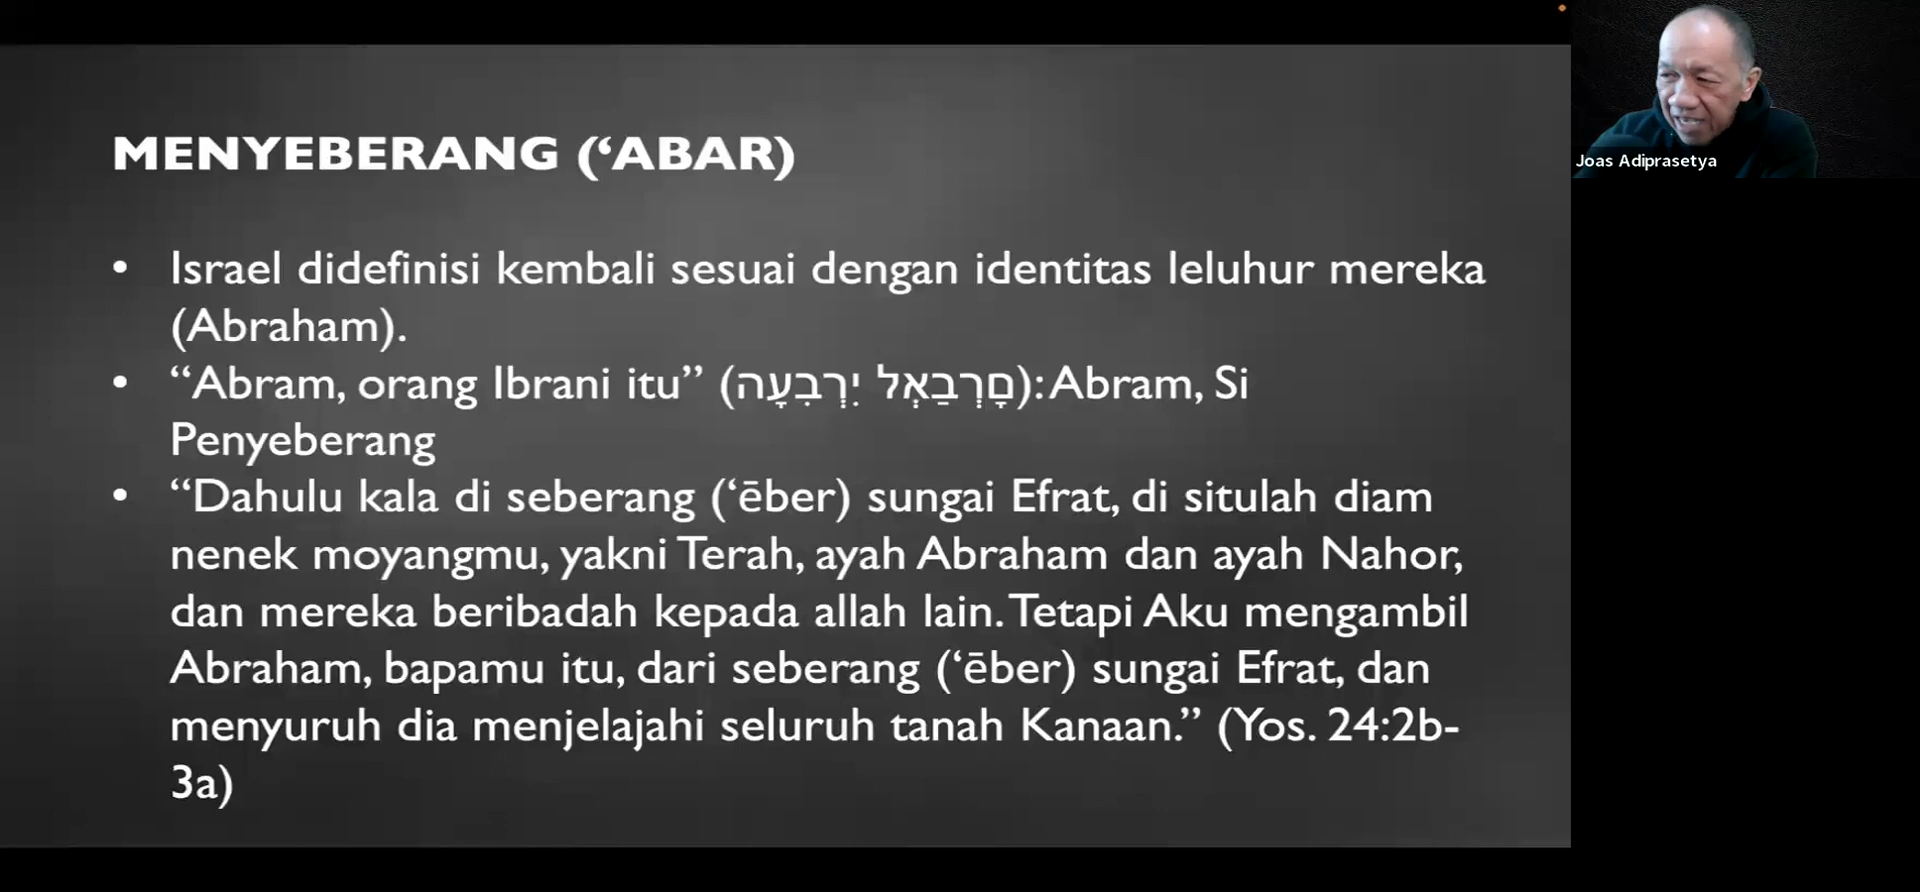 MENYEBERANG (‘ABAR)
• Israel didefinisi kembali sesuai dengan identitas leluhur mereka
(Abraham).
• “Abram, orang Ibrani itu” (םָרְבַאְל יִרְבִעָה): Abram, Si
Penyeberang
• “Dahulu kala di seberang (‘ēber) sungai Efrat, di situlah diam
nenek moyangmu, yakni Terah, ayah Abraham dan ayah Nahor,
dan mereka beribadah kepada allah lain. Tetapi Aku mengambil
Abraham, bapamu itu, dari seberang (‘ēber) sungai Efrat, dan
menyuruh dia menjelajahi seluruh tanah Kanaan.” (Yos. 24:2b-
3a)
Joas Adiprasetya